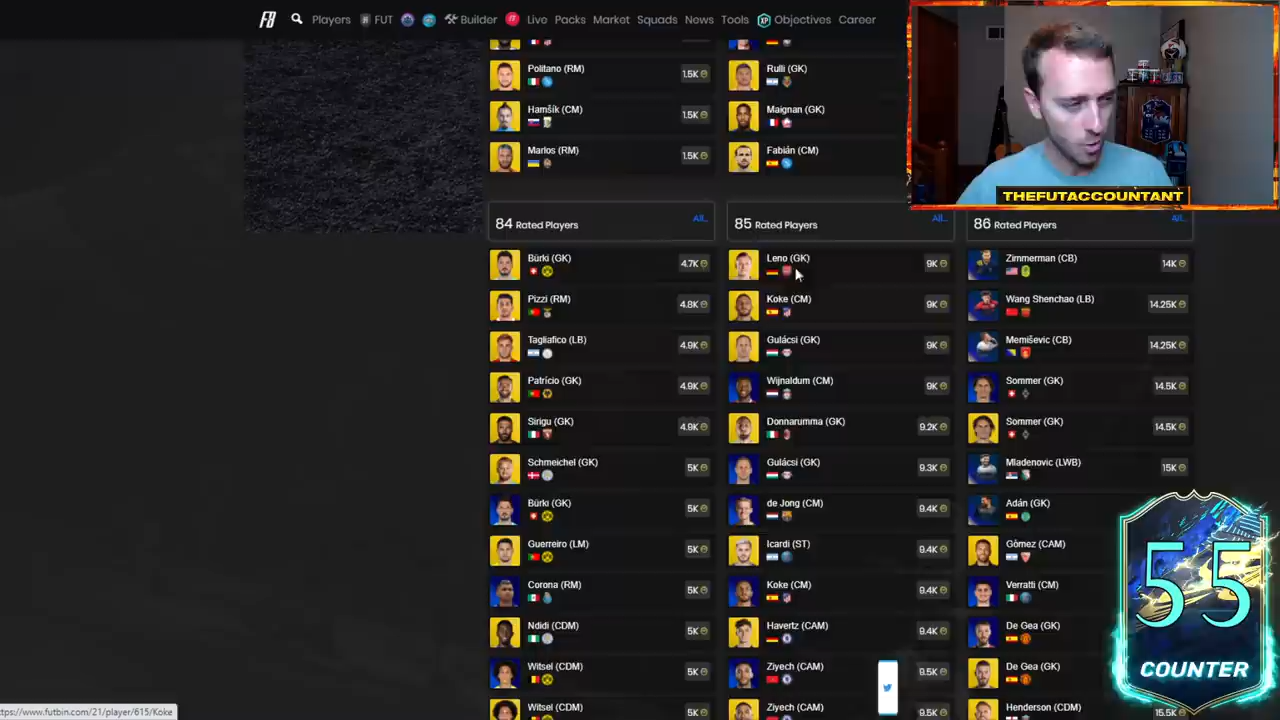 Players FUT Builder Live Packs Market Squads News Tools XP Objectives Career
Politano (RM) 1.5K
Rulli (GK)
Hamšík (CM) 1.5K
Maignan (GK)
Marlos (RM) 1.5K
Fabián (CM)
THEFUTACCOUNTANT
84 Rated Players All..
Bürki (GK) 4.7K
Pizzi (RM) 4.8K
Tagliafico (LB) 4.9K
Patrício (GK) 4.9K
Sirigu (GK) 4.9K
Schmeichel (GK) 5K
Bürki (GK) 5K
Guerreiro (LM) 5K
Corona (RM) 5K
Ndidi (CDM) 5K
Witsel (CDM) 5K
Witsel (CDM) 5K
85 Rated Players All..
Leno (GK) 9K
Koke (CM) 9K
Gulácsi (GK) 9K
Wijnaldum (CM) 9K
Donnarumma (GK) 9.2K
Gulácsi (GK) 9.3K
de Jong (CM) 9.4K
Icardi (ST) 9.4K
Koke (CM) 9.4K
Havertz (CAM) 9.4K
Ziyech (CAM) 9.5K
Ziyech (CAM) 9.5K
86 Rated Players All..
Zimmerman (CB) 14K
Wang Shenchao (LB) 14.25K
Memišević (CB) 14.25K
Sommer (GK) 14.5K
Sommer (GK) 14.5K
Mladenovic (LWB) 15K
Adán (GK)
Gómez (CAM)
Verratti (CM)
De Gea (GK)
De Gea (GK)
Henderson (CDM) 15.5K
55
COUNTER
ttps://www.futbin.com/21/player/615/Koke